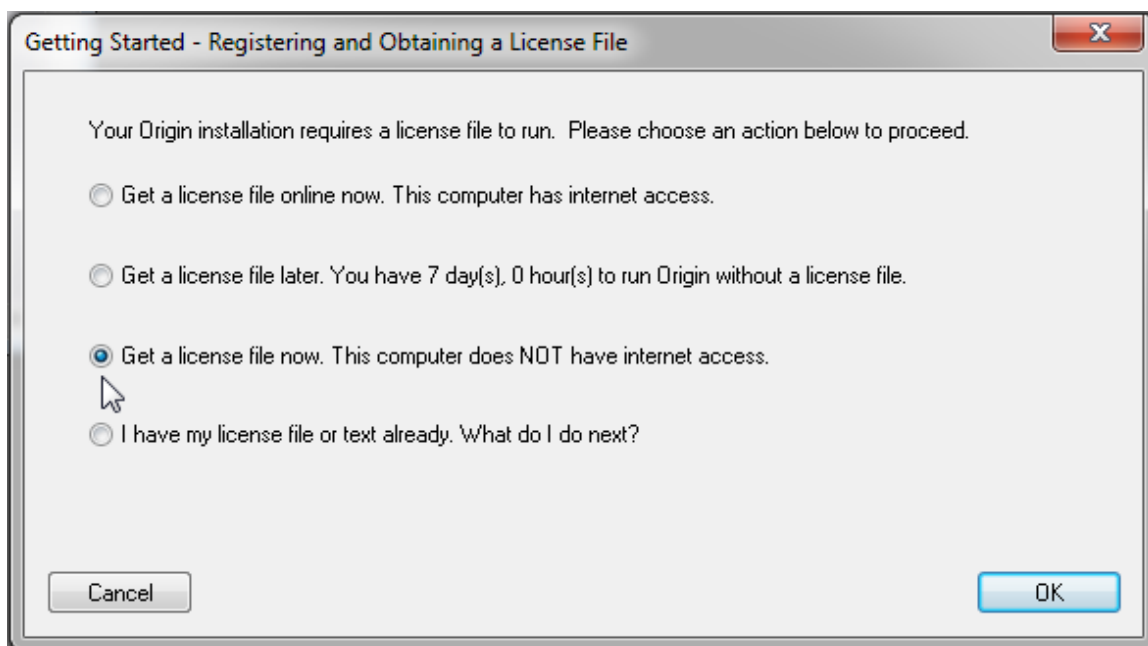 Getting Started - Registering and Obtaining a License File
Your Origin installation requires a license file to run.  Please choose an action below to proceed.
Get a license file online now. This computer has internet access.
Get a license file later. You have 7 day(s), 0 hour(s) to run Origin without a license file.
Get a license file now. This computer does NOT have internet access.
I have my license file or text already. What do I do next?
Cancel
OK